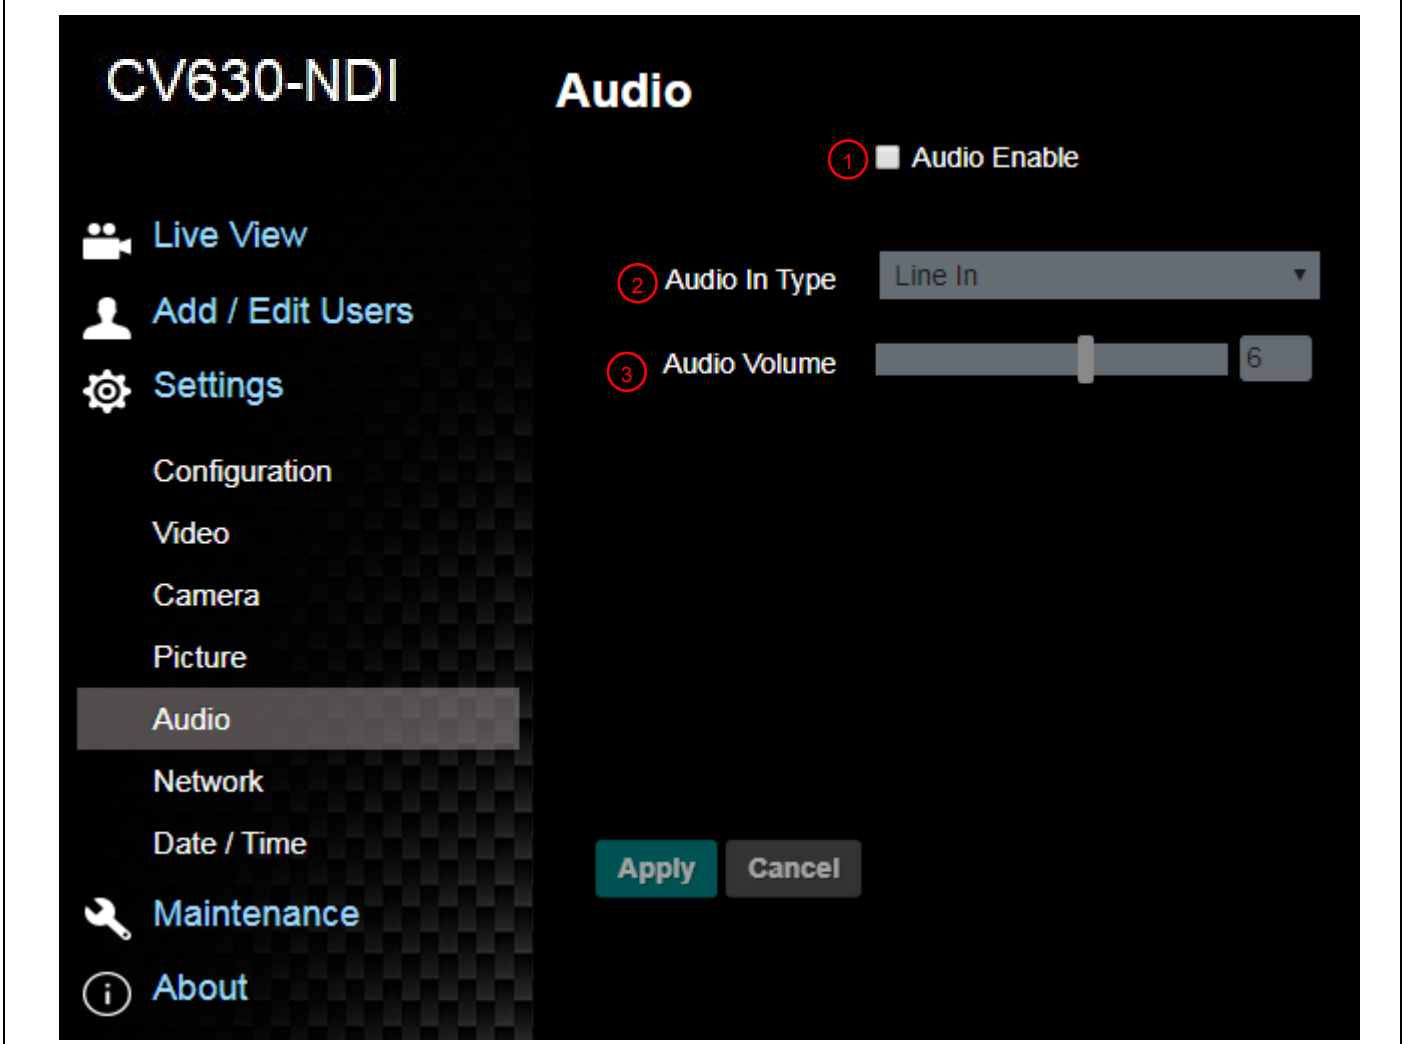 CV630-NDI
Live View
Add / Edit Users
Settings
Configuration
Video
Camera
Picture
Audio
Network
Date / Time
Maintenance
About
Audio
1 Audio Enable
2 Audio In Type Line In
3 Audio Volume 6
Apply Cancel